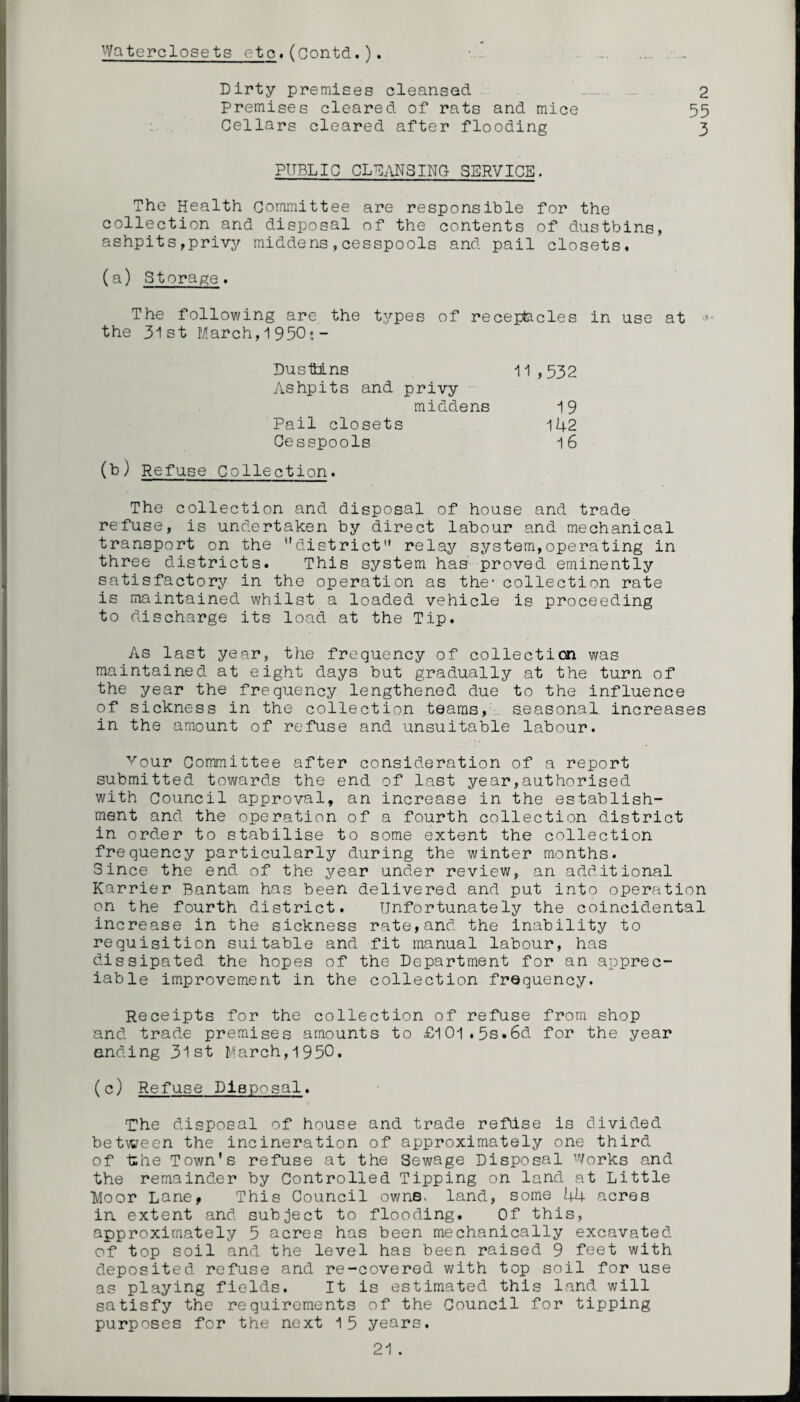 Waterclosets etc.(Contd.).
Dirty premises cleansed 2
Premises cleared of rats and mice 55
Cellars cleared after flooding 3
PUBLIC CLEANSING SERVICE.
The Health Committee are responsible for the
collection and disposal of the contents of dustbins,
ashpits,privy middens,cesspools and pail closets.
(a) Storage.
The following are the types of receptacles in use at
the 31st March,1950:-
Dustbins 11,532
Ashpits and privy
middens 19
Pail closets 142
Cesspools 16
(b) Refuse Collection.
The collection and disposal of house and trade
refuse, is undertaken by direct labour and mechanical
transport on the "district" relay system,operating in
three districts. This system has proved eminently
satisfactory in the operation as the collection rate
is maintained whilst a loaded vehicle is proceeding
to discharge its load at the Tip.
As last year, the frequency of collection was
maintained at eight days but gradually at the turn of
the year the frequency lengthened due to the influence
of sickness in the collection teams, seasonal increases
in the amount of refuse and unsuitable labour.
Your Committee after consideration of a report
submitted towards the end of last year,authorised
with Council approval, an increase in the establish-
ment and the operation of a fourth collection district
in order to stabilise to some extent the collection
frequency particularly during the winter months.
Since the end of the year under review, an additional
Karrier Bantam has been delivered and put into operation
on the fourth district. Unfortunately the coincidental
increase in the sickness rate,and the inability to
requisition suitable and fit manual labour, has
dissipated the hopes of the Department for an apprec-
iable improvement in the collection frequency.
Receipts for the collection of refuse from shop
and trade premises amounts to £101.5s.6d for the year
ending 31st March,1950.
(c) Refuse Disposal.
The disposal of house and trade refuse is divided
between the incineration of approximately one third
of the Town's refuse at the Sewage Disposal Works and
the remainder by Controlled Tipping on land at Little
Moor Lane, This Council owns land, some 44 acres
in extent and subject to flooding. Of this,
approximately 5 acres has been mechanically excavated
of top soil and the level has been raised 9 feet with
deposited refuse and re-covered with top soil for use
as playing fields. It is estimated this land will
satisfy the requirements of the Council for tipping
purposes for the next 15 years.
21.